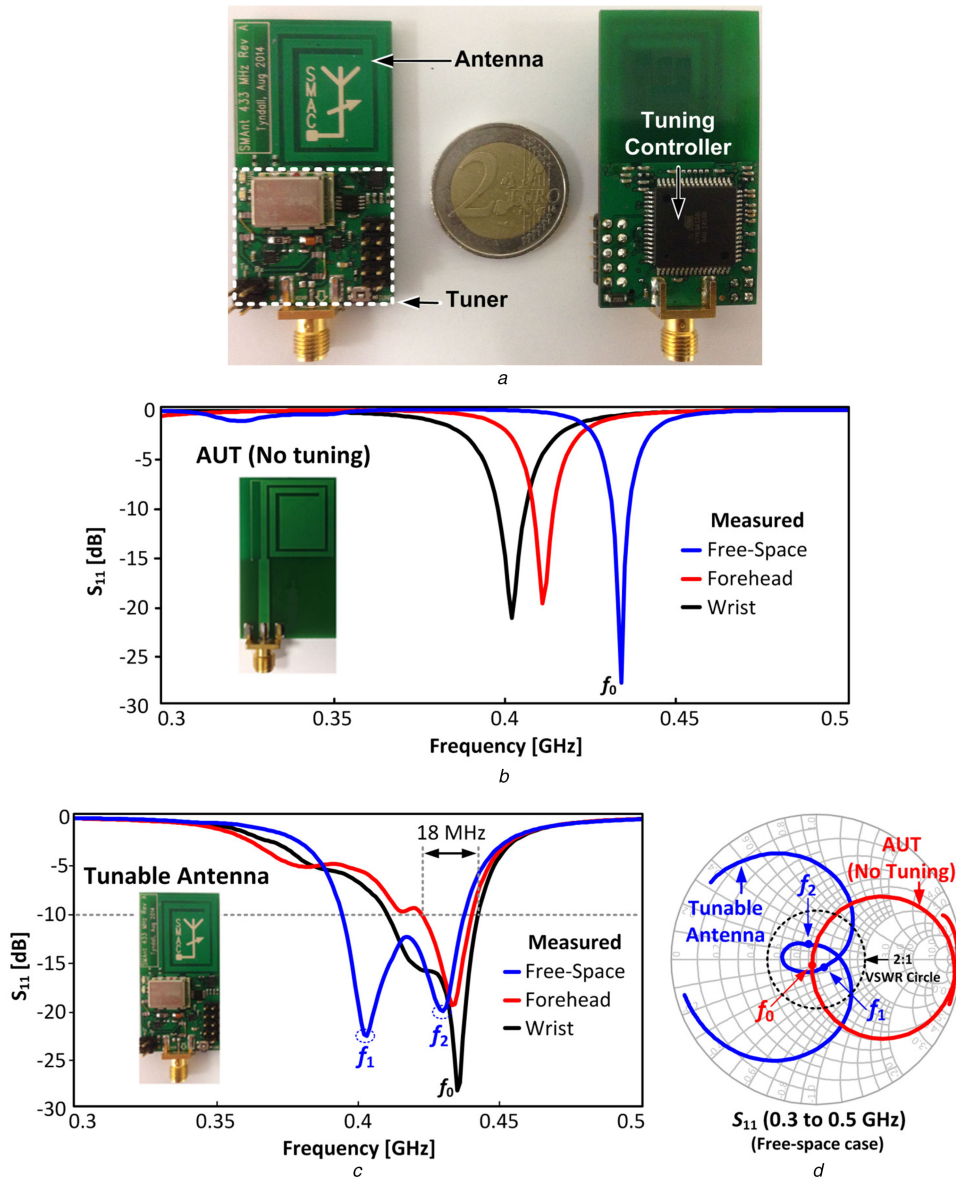 SMAnt 433 MHz Rev A
Tyndall, Aug 2014
SMAC
Antenna
Tuner
2 EURO
Tuning
Controller
a
AUT (No tuning)
S11 [dB]
0
-5
-10
-15
-20
-25
-30
0.3
0.35
0.4
0.45
0.5
Frequency [GHz]
Measured
Free-Space
Forehead
Wrist
f0
b
Tunable Antenna
S11 [dB]
0
-5
-10
-15
-20
-25
-30
0.3
0.35
0.4
0.45
0.5
Frequency [GHz]
18 MHz
Measured
Free-Space
Forehead
Wrist
f1
f2
f0
c
AUT
(No Tuning)
f2
Tunable
Antenna
2:1
VSWR Circle
f0
f1
S11 (0.3 to 0.5 GHz)
(Free-space case)
d